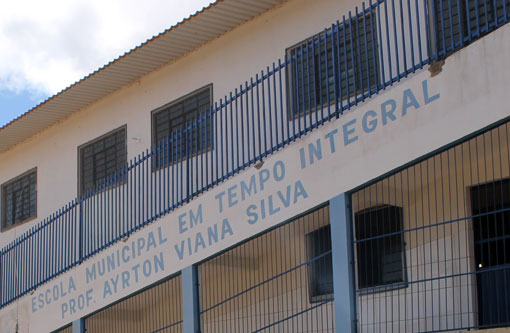 ESCOLA MUNICIPAL EM TEMPO INTEGRAL
PROF. AYRTON VIANA SILVA